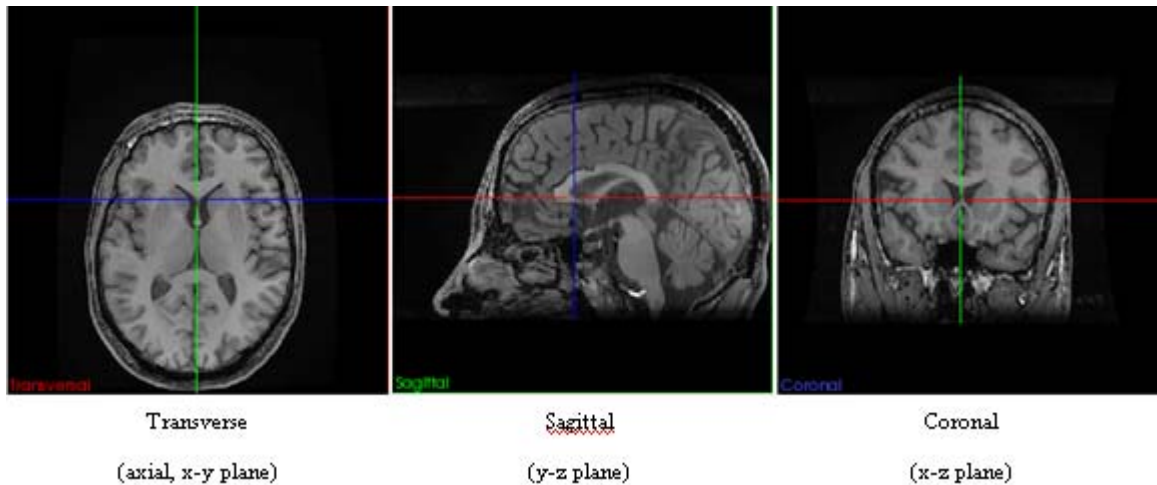 Transversal
Sagittal
Coronal
Transverse
Sagittal
Coronal
(axial, x-y plane)
(y-z plane)
(x-z plane)